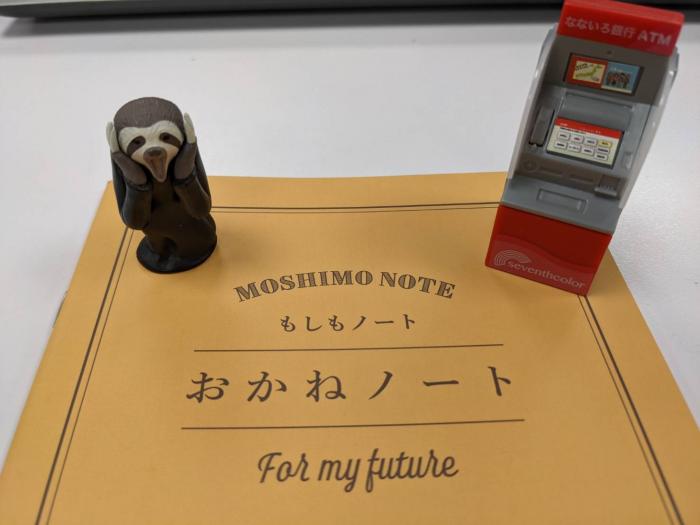 なないろ銀行 ATM
seventhcolor
MOSHIMO NOTE
もしもノート
おかねノート
For my future